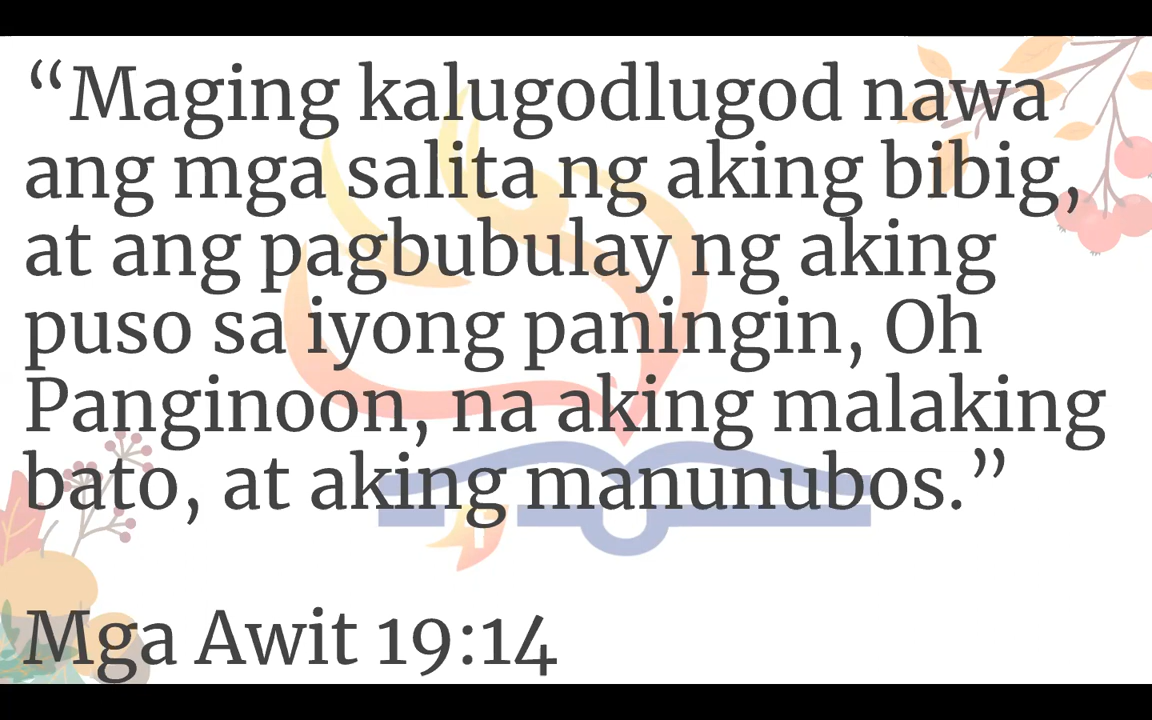 “Maging kalugodlugod nawa
ang mga salita ng aking bibig,
at ang pagbubulay ng aking
puso sa iyong paningin, Oh
Panginoon, na aking malaking
bato, at aking manunubos.”
Mga Awit 19:14